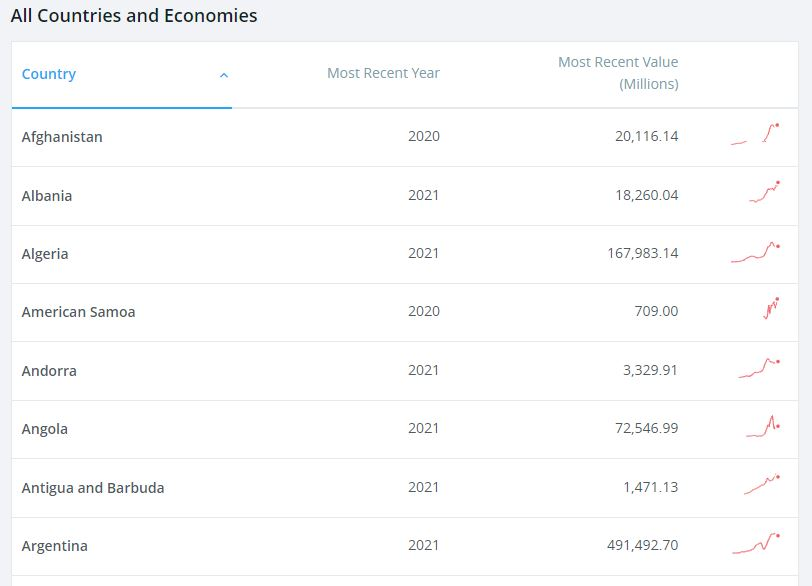 All Countries and Economies
Country Most Recent Year Most Recent Value
(Millions)
Afghanistan 2020 20,116.14
Albania 2021 18,260.04
Algeria 2021 167,983.14
American Samoa 2020 709.00
Andorra 2021 3,329.91
Angola 2021 72,546.99
Antigua and Barbuda 2021 1,471.13
Argentina 2021 491,492.70